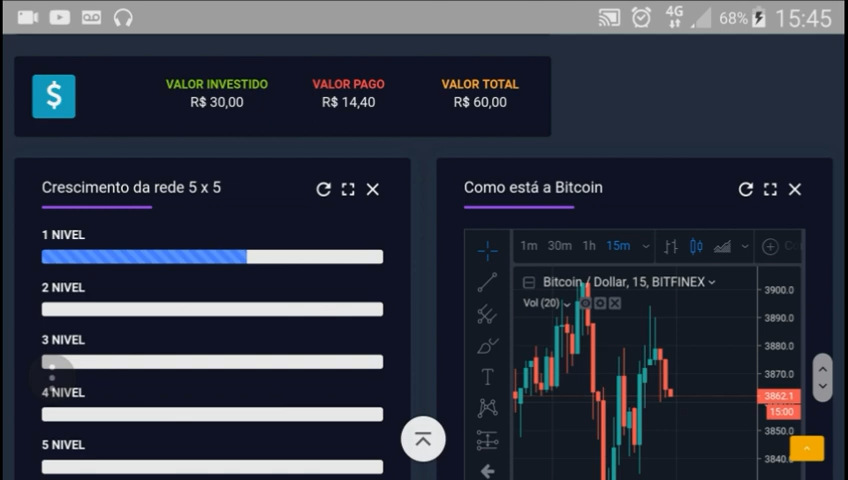 4G
68%
15:45
$
VALOR INVESTIDO
R$ 30,00
VALOR PAGO
R$ 14,40
VALOR TOTAL
R$ 60,00
Crescimento da rede 5 x 5
1 NIVEL
2 NIVEL
3 NIVEL
4 NIVEL
5 NIVEL
Como está a Bitcoin
1m 30m 1h 15m
Bitcoin / Dollar, 15, BITFINEX
Vol (20)
3900.0
3890.0
3880.0
3870.0
3862.1
15:00
3850.0
3840.0
T